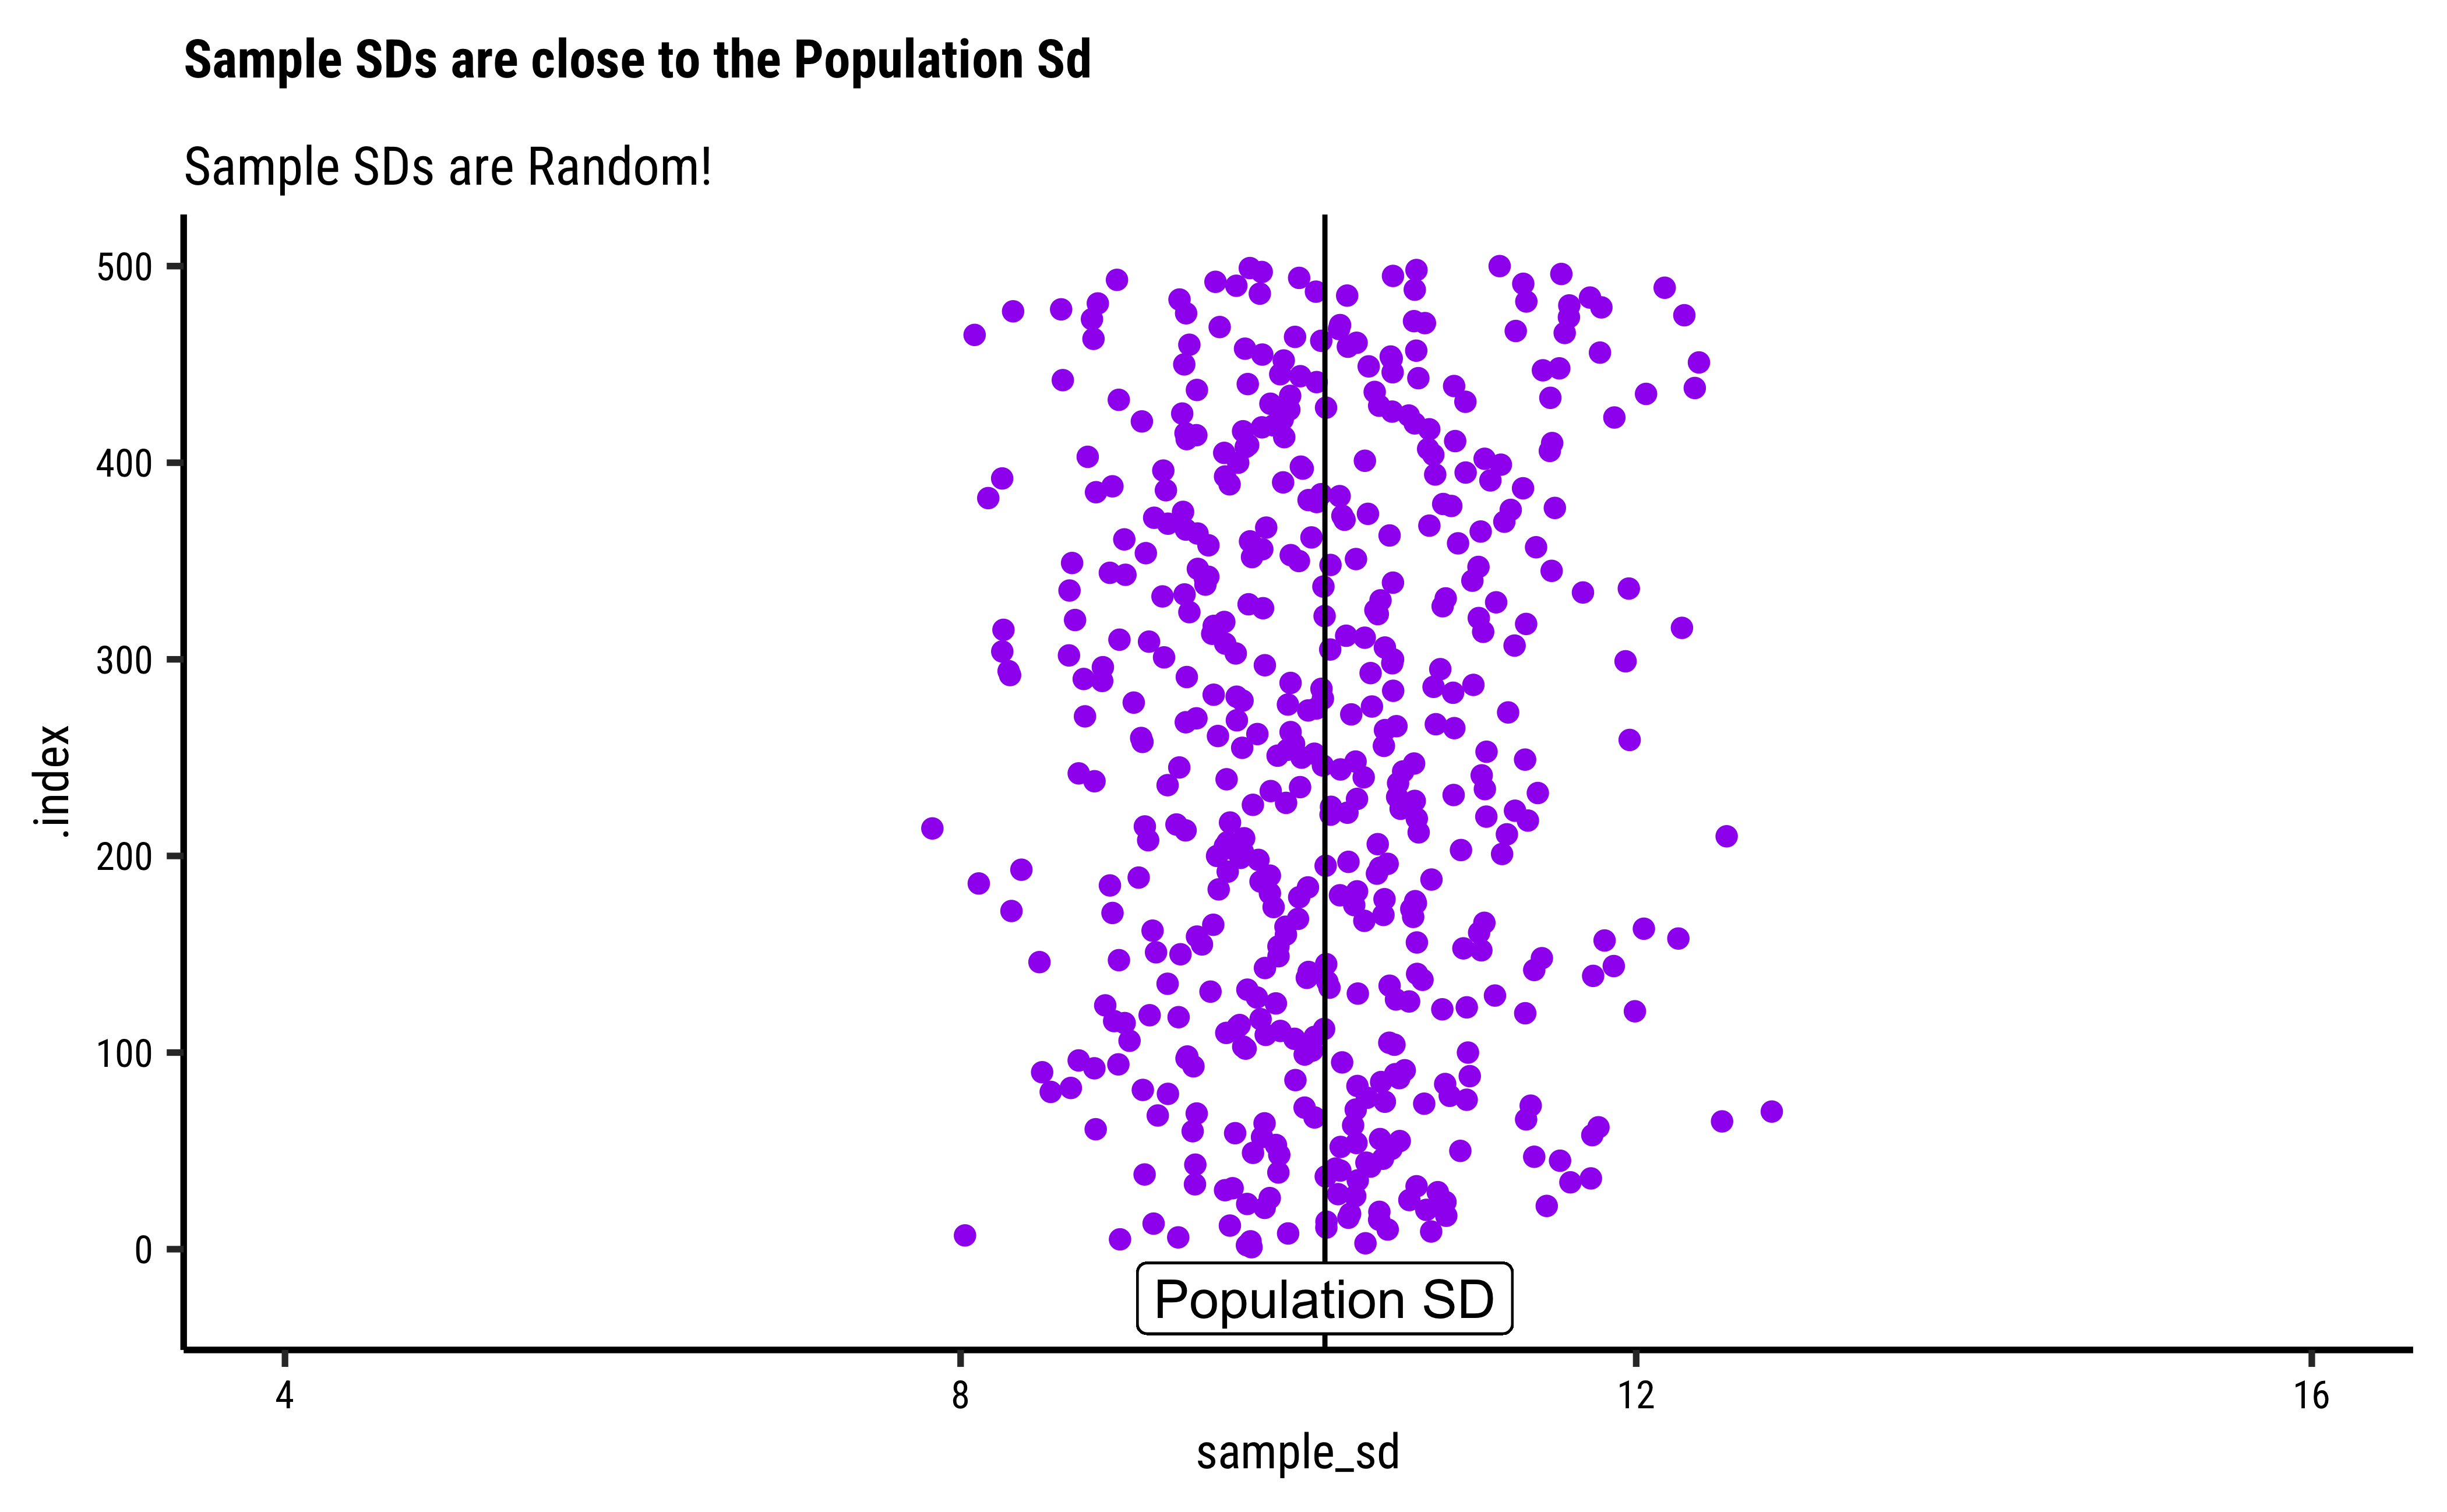 Sample SDs are close to the Population Sd
Sample SDs are Random!
500
400
300
200
100
0
.index
Population SD
4 8 12 16
sample_sd